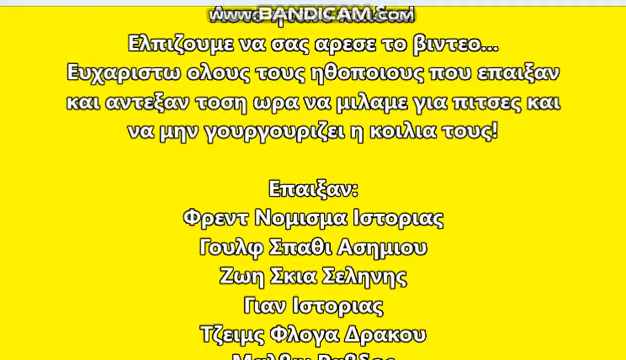 www.BANDICAM.com
Ελπιζουμε να σας αρεσε το βιντεο...
Ευχαριστω ολους τους ηθοποιους που επαιξαν
και αντεξαν τοση ωρα να μιλαμε για πιτσες και
να μην γουργουριζει η κοιλια τους!
Επαιξαν:
Φρεντ Νομισμα Ιστοριας
Γουλφ Σπαθι Ασημιου
Ζωη Σκια Σεληνης
Γιαν Ιστοριας
Τζειμς Φλογα Δρακου